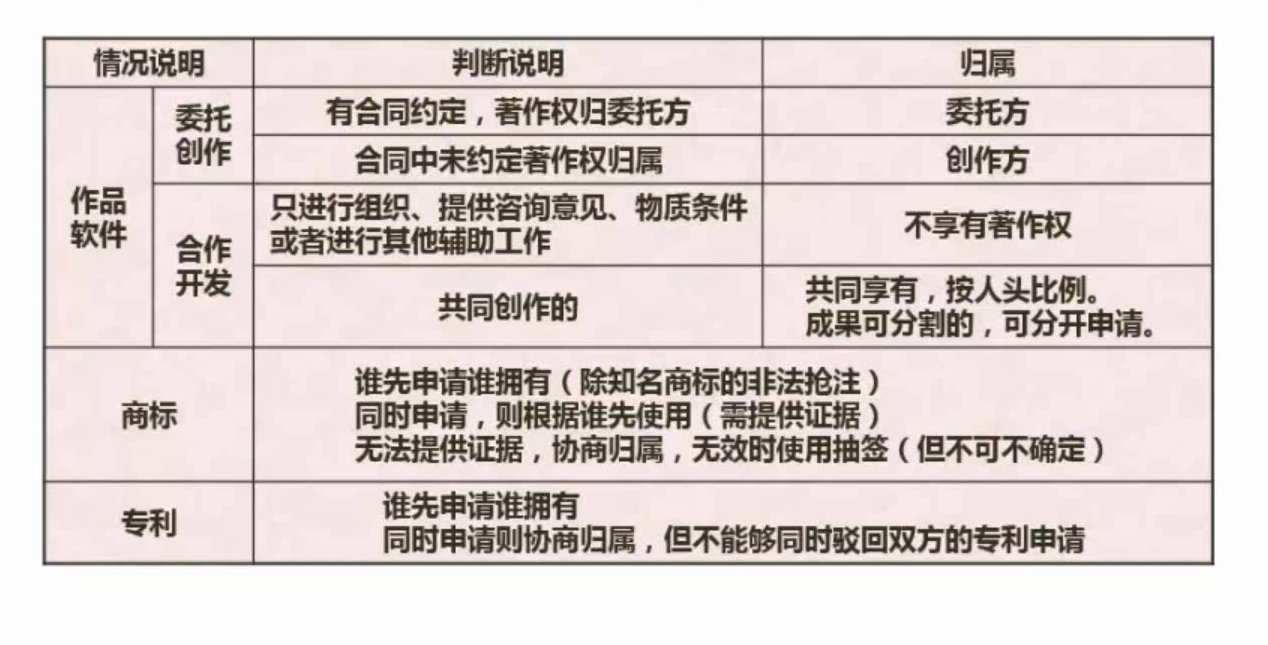 情况说明 判断说明 归属
作品
软件
委托
创作
有合同约定，著作权归委托方 委托方
合同中未约定著作权归属 创作方
合作
开发
只进行组织、提供咨询意见、物质条件
或者进行其他辅助工作
不享有著作权
共同创作的
共同享有，按人头比例。
成果可分割的，可分开申请。
商标
谁先申请谁拥有（除知名商标的非法抢注）
同时申请，则根据谁先使用（需提供证据）
无法提供证据，协商归属，无效时使用抽签（但不可不确定）
专利
谁先申请谁拥有
同时申请则协商归属，但不能够同时驳回双方的专利申请